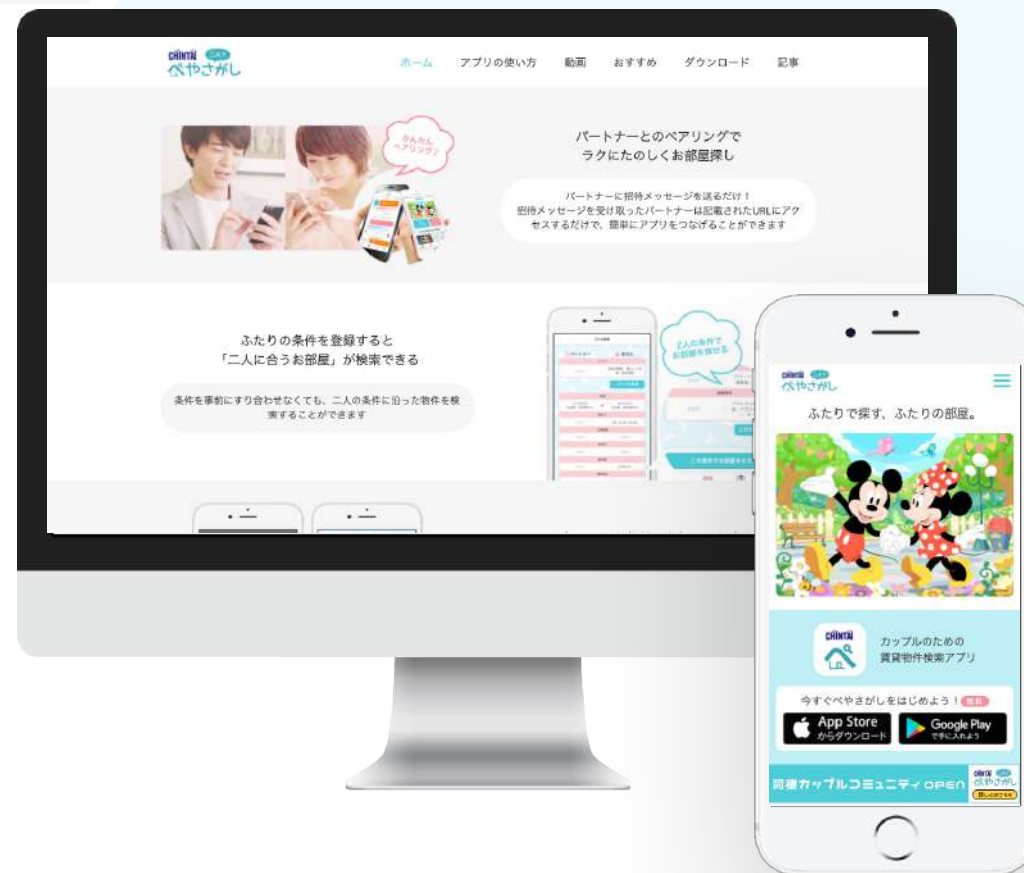 CHINTAI 二人で
ぺやさがし
ホーム アプリの使い方 動画 おすすめ ダウンロード 記事
かんたん
ペアリング♪
パートナーとのペアリングで
ラクにたのしくお部屋探し
パートナーに招待メッセージを送るだけ！
招待メッセージを受け取ったパートナーは記載されたURLにアク
セスするだけで、簡単にアプリをつなげることができます
ふたりの条件を登録すると
「二人に合うお部屋」が検索できる
条件を事前にすり合わせなくても、二人の条件に沿った物件を検
索することができます
2人の条件で
お部屋を探せる
CHINTAI
ぺやさがし
ふたりで探す、ふたりの部屋。
CHINTAI
カップルのための
賃貸物件検索アプリ
今すぐぺやさがしをはじめよう！無料
App Store
からダウンロード
Google Play
で手に入れよう
同棲カップルコミュニティOPEN
CHINTAI
ぺやさがし